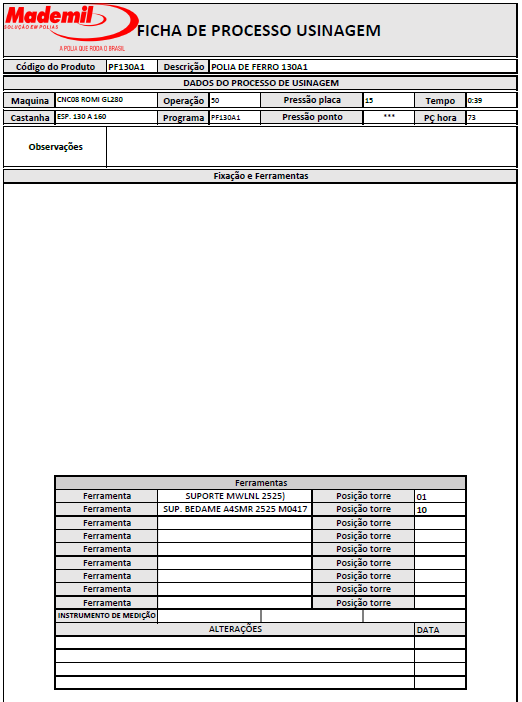 Mademil
SOLUÇÃO EM POLIAS
A POLIA QUE RODA O BRASIL
FICHA DE PROCESSO USINAGEM
Código do Produto PF130A1 Descrição POLIA DE FERRO 130A1
DADOS DO PROCESSO DE USINAGEM
Maquina CNC08 ROMI GL280 Operação 50 Pressão placa 15 Tempo 0:39
Castanha ESP. 130 A 160 Programa PF130A1 Pressão ponto *** PÇ hora 73
Observações
Fixação e Ferramentas
Ferramentas
Ferramenta SUPORTE MWLNL 2525) Posição torre 01
Ferramenta SUP. BEDAME A4SMR 2525 M0417 Posição torre 10
Ferramenta Posição torre
Ferramenta Posição torre
Ferramenta Posição torre
Ferramenta Posição torre
Ferramenta Posição torre
Ferramenta Posição torre
Ferramenta Posição torre
INSTRUMENTO DE MEDIÇÃO
ALTERAÇÕES DATA